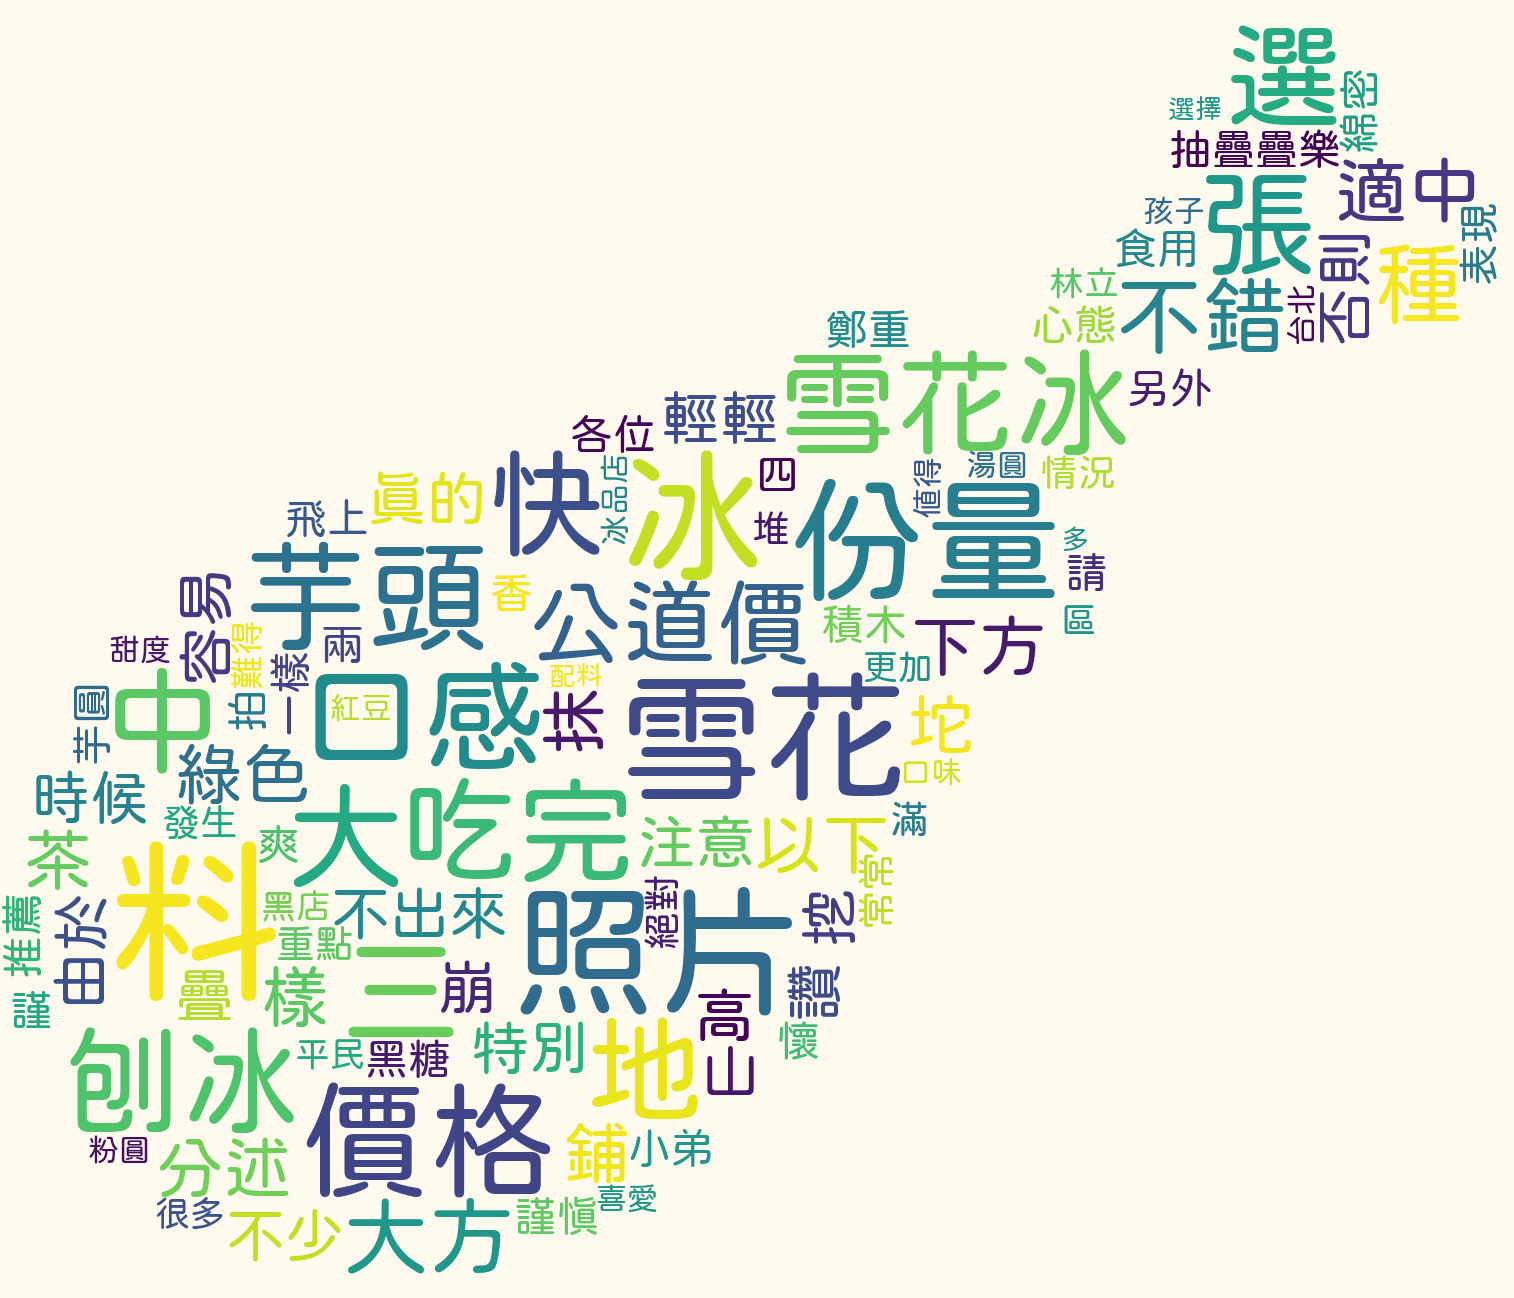 選
選擇
綿密
抽疊疊樂
適中
張
孩子
表現
食用
否則
種
林立
不錯
台北
心態
鄭重
雪花冰
另外
輕輕
各位
四
湯圓
情況
值得
冰品店
快
冰
真的
份量
飛上
堆
多
芋頭
請
容易
香
公道價
積木
區
下方
兩
難得
甜度
更加
一樣
配料
口感
中
芋圓
拍
紅豆
抹
雪花
坨
口味
綠色
時候
大
吃完
發生
注意
以下
滿
爽
茶
料
常常
照片
絕對
挖
黑店
不出來
推薦
由於
重點
三
崩
讚
疊
樣
謹
高山
懷
特別
地
刨冰
平民
黑糖
價格
鋪
小弟
粉圓
分述
喜愛
很多
不少
大方
謹慎